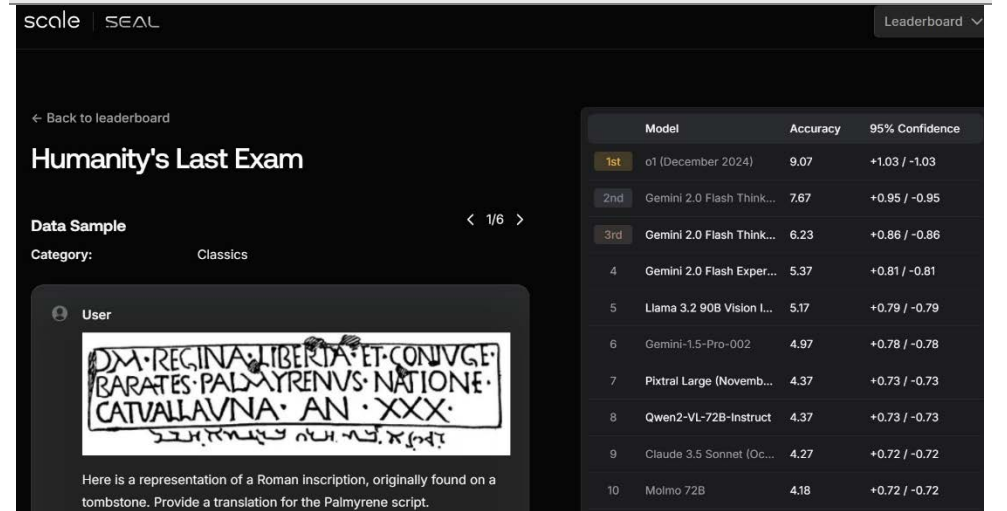 scale | SEAL
Leaderboard
← Back to leaderboard
Humanity's Last Exam
Data Sample
1/6
Category: Classics
User
DM·REGINA·LIBERTA·ET·CONIVGE·
BARATES·PALMYRENVS·NATIONE·
CATVALLAVNA·AN·XXX·
Here is a representation of a Roman inscription, originally found on a
tombstone. Provide a translation for the Palmyrene script.
Model Accuracy 95% Confidence
1st o1 (December 2024) 9.07 +1.03 / -1.03
2nd Gemini 2.0 Flash Think... 7.67 +0.95 / -0.95
3rd Gemini 2.0 Flash Think... 6.23 +0.86 / -0.86
4 Gemini 2.0 Flash Exper... 5.37 +0.81 / -0.81
5 Llama 3.2 90B Vision I... 5.17 +0.79 / -0.79
6 Gemini-1.5-Pro-002 4.97 +0.78 / -0.78
7 Pixtral Large (Novemb... 4.37 +0.73 / -0.73
8 Qwen2-VL-72B-Instruct 4.37 +0.73 / -0.73
9 Claude 3.5 Sonnet (Oc... 4.27 +0.72 / -0.72
10 Molmo 72B 4.18 +0.72 / -0.72